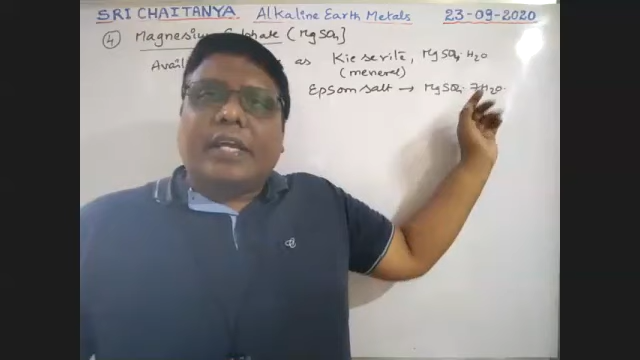 SRI CHAITANYA Alkaline Earth Metals 23-09-2020
4 Magnesium Sulphate (MgSO4]
as Kieserite, MgSO4·H2O
(meneral)
Epsom salt → MgSO4·7H2O.